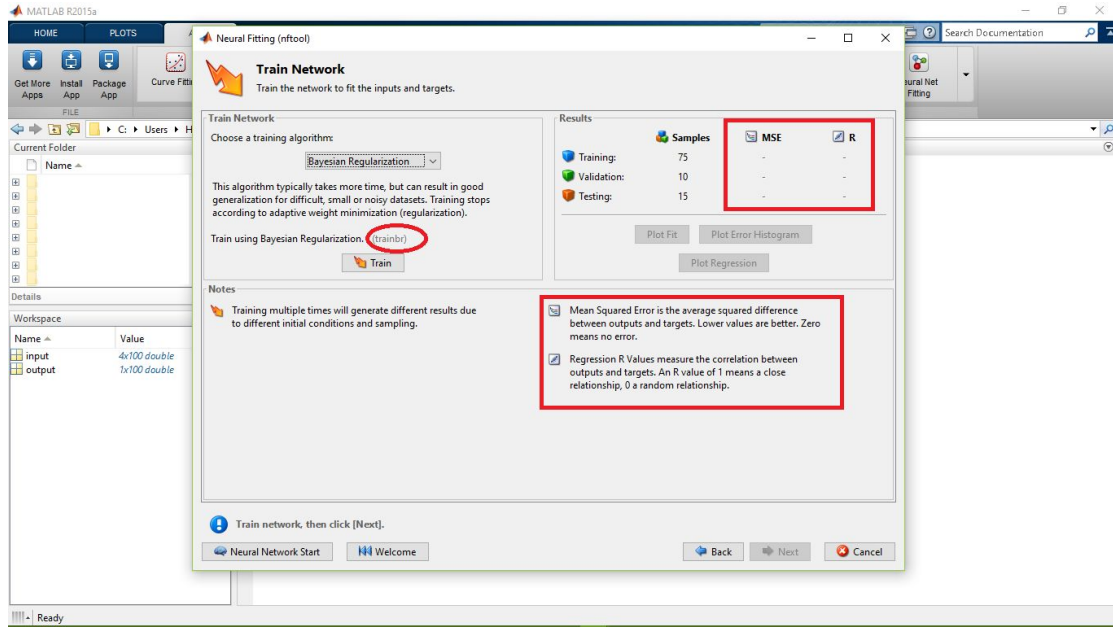 MATLAB R2015a
HOME PLOTS
Search Documentation
Get More Apps
Install App
Package App
Curve Fitti
FILE
C: ▸ Users ▸ H
Current Folder
Name
Details
Workspace
Name Value
input 4x100 double
output 1x100 double
Ready
Neural Fitting (nftool)
Train Network
Train the network to fit the inputs and targets.
Train Network
Choose a training algorithm:
Bayesian Regularization
This algorithm typically takes more time, but can result in good
generalization for difficult, small or noisy datasets. Training stops
according to adaptive weight minimization (regularization).
Train using Bayesian Regularization. (trainbr)
Train
Results
Samples MSE R
Training: 75 - -
Validation: 10 - -
Testing: 15 - -
Plot Fit Plot Error Histogram
Plot Regression
Notes
Training multiple times will generate different results due
to different initial conditions and sampling.
Mean Squared Error is the average squared difference
between outputs and targets. Lower values are better. Zero
means no error.
Regression R Values measure the correlation between
outputs and targets. An R value of 1 means a close
relationship, 0 a random relationship.
Train network, then click [Next].
Neural Network Start Welcome Back Next Cancel
eural Net
Fitting